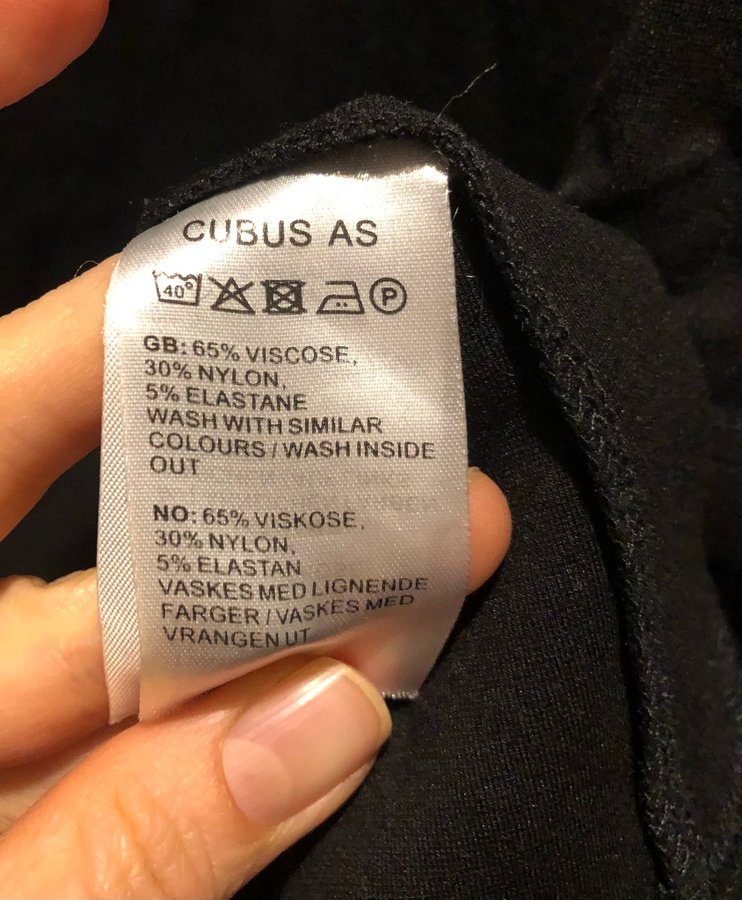 CUBUS AS
40°
P
GB: 65% VISCOSE,
30% NYLON,
5% ELASTANE
WASH WITH SIMILAR
COLOURS / WASH INSIDE
OUT
NO: 65% VISKOSE,
30% NYLON,
5% ELASTAN
VASKES MED LIGNENDE
FARGER / VASKES MED
VRANGEN UT